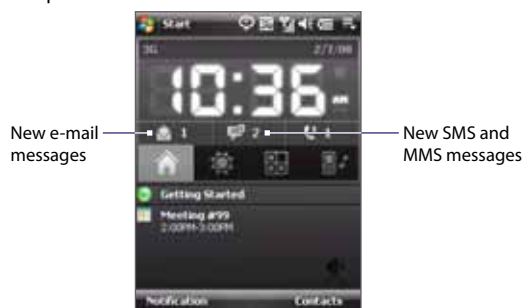 Start
3G 2/7/08
10:36 AM
1 2 1
New e-mail messages
New SMS and MMS messages
Getting Started
Meeting #99
2:00PM-3:00PM
Notification Contacts